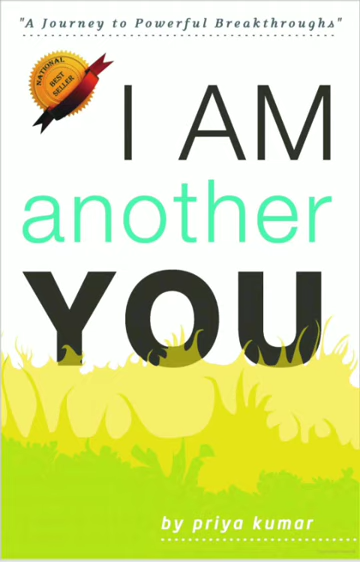 "A Journey to Powerful Breakthroughs"
NATIONAL
BEST
SELLER
I AM
another
YOU
by priya kumar